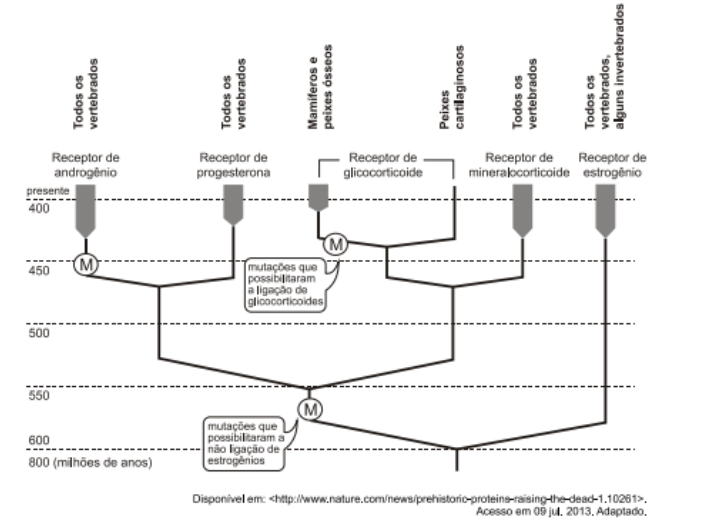 Todos os
vertebrados
Todos os
vertebrados
Mamíferos e
peixes ósseos
Peixes
cartilaginosos
Todos os
vertebrados
Todos os
vertebrados,
alguns invertebrados
Receptor de
androgênio
Receptor de
progesterona
Receptor de
glicocorticoide
Receptor de
mineralocorticoide
Receptor de
estrogênio
presente
400
M
M
450
mutações que
possibilitaram
a ligação de
glicocorticoides
500
550
M
mutações que
possibilitaram a
não ligação de
estrogênios
600
800 (milhões de anos)
Disponível em: <http://www.nature.com/news/prehistoric-proteins-raising-the-dead-1.10261>.
Acesso em 09 jul. 2013. Adaptado.